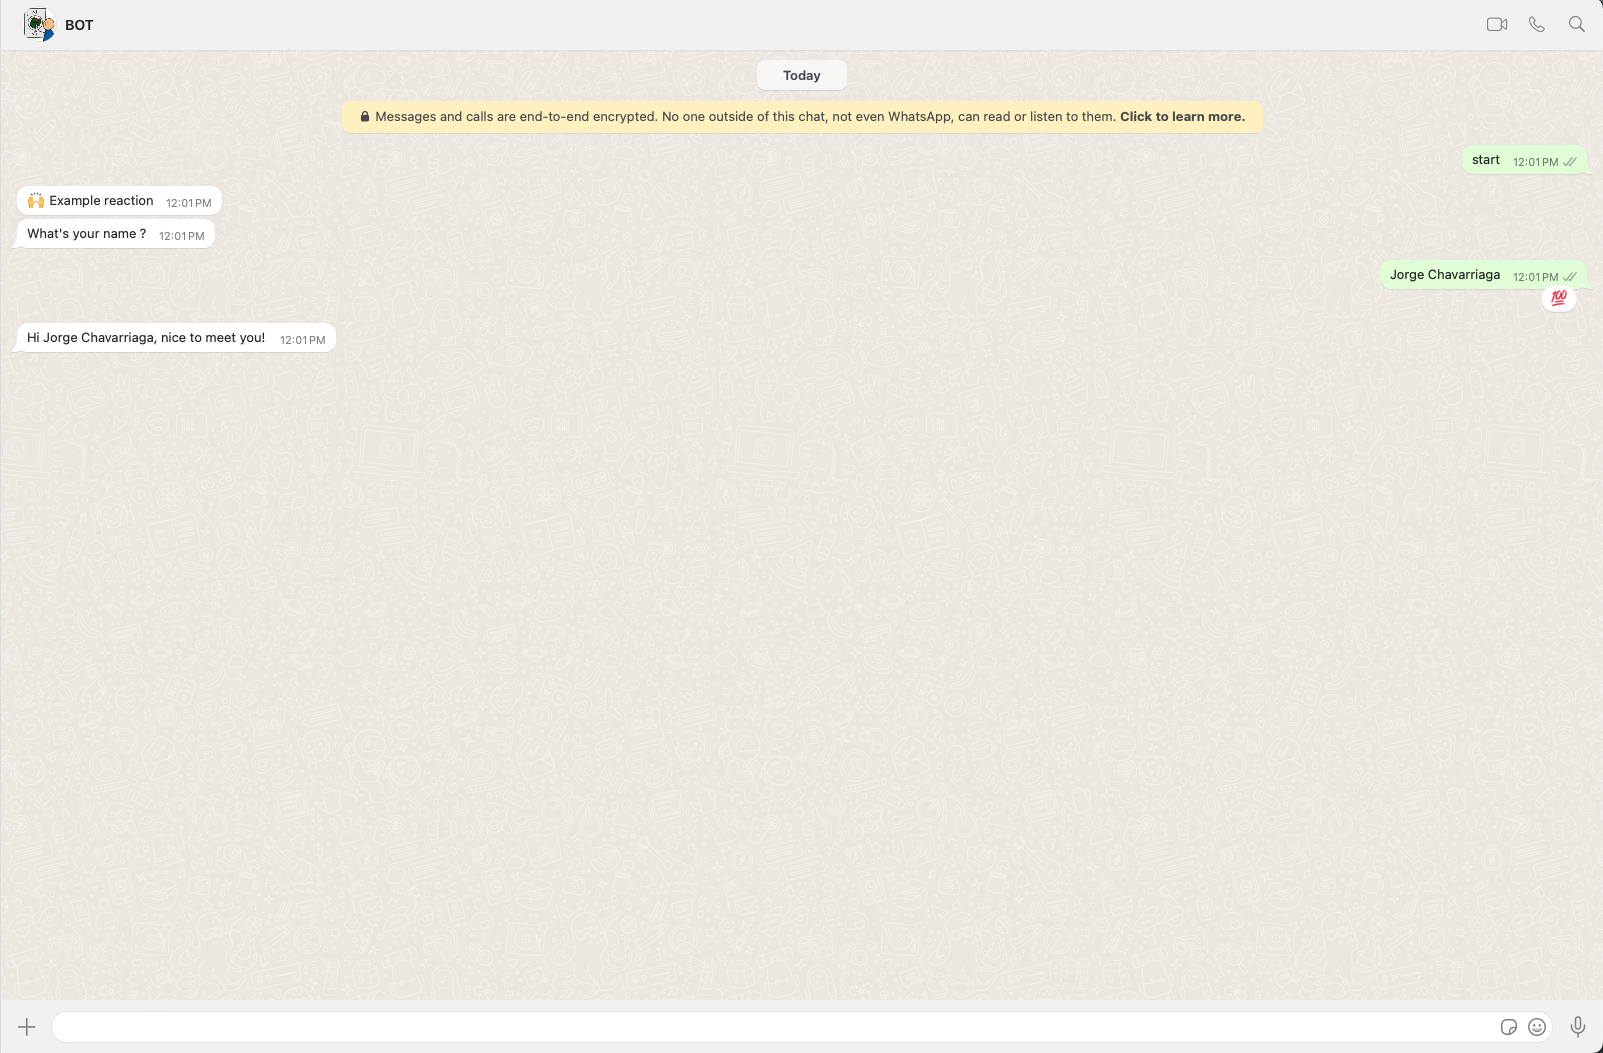 BOT
Today
Messages and calls are end-to-end encrypted. No one outside of this chat, not even WhatsApp, can read or listen to them. Click to learn more.
start 12:01 PM
🙌 Example reaction 12:01 PM
What's your name ? 12:01 PM
Jorge Chavarriaga 12:01 PM
💯
Hi Jorge Chavarriaga, nice to meet you! 12:01 PM